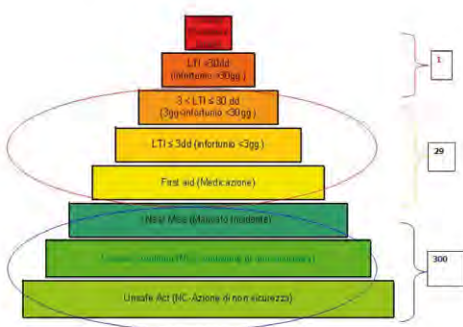 LTI >30dd
(infortunio <30gg.)
1
3 < LTI ≤ 30 dd
(3gg<infortunio <30gg.)
LTI ≤ 3dd (infortunio <3gg.)
29
First aid (Medicazione)
Near Miss (Mancato Incidente)
300
Unsafe Act (NC-Azione di non sicurezza)